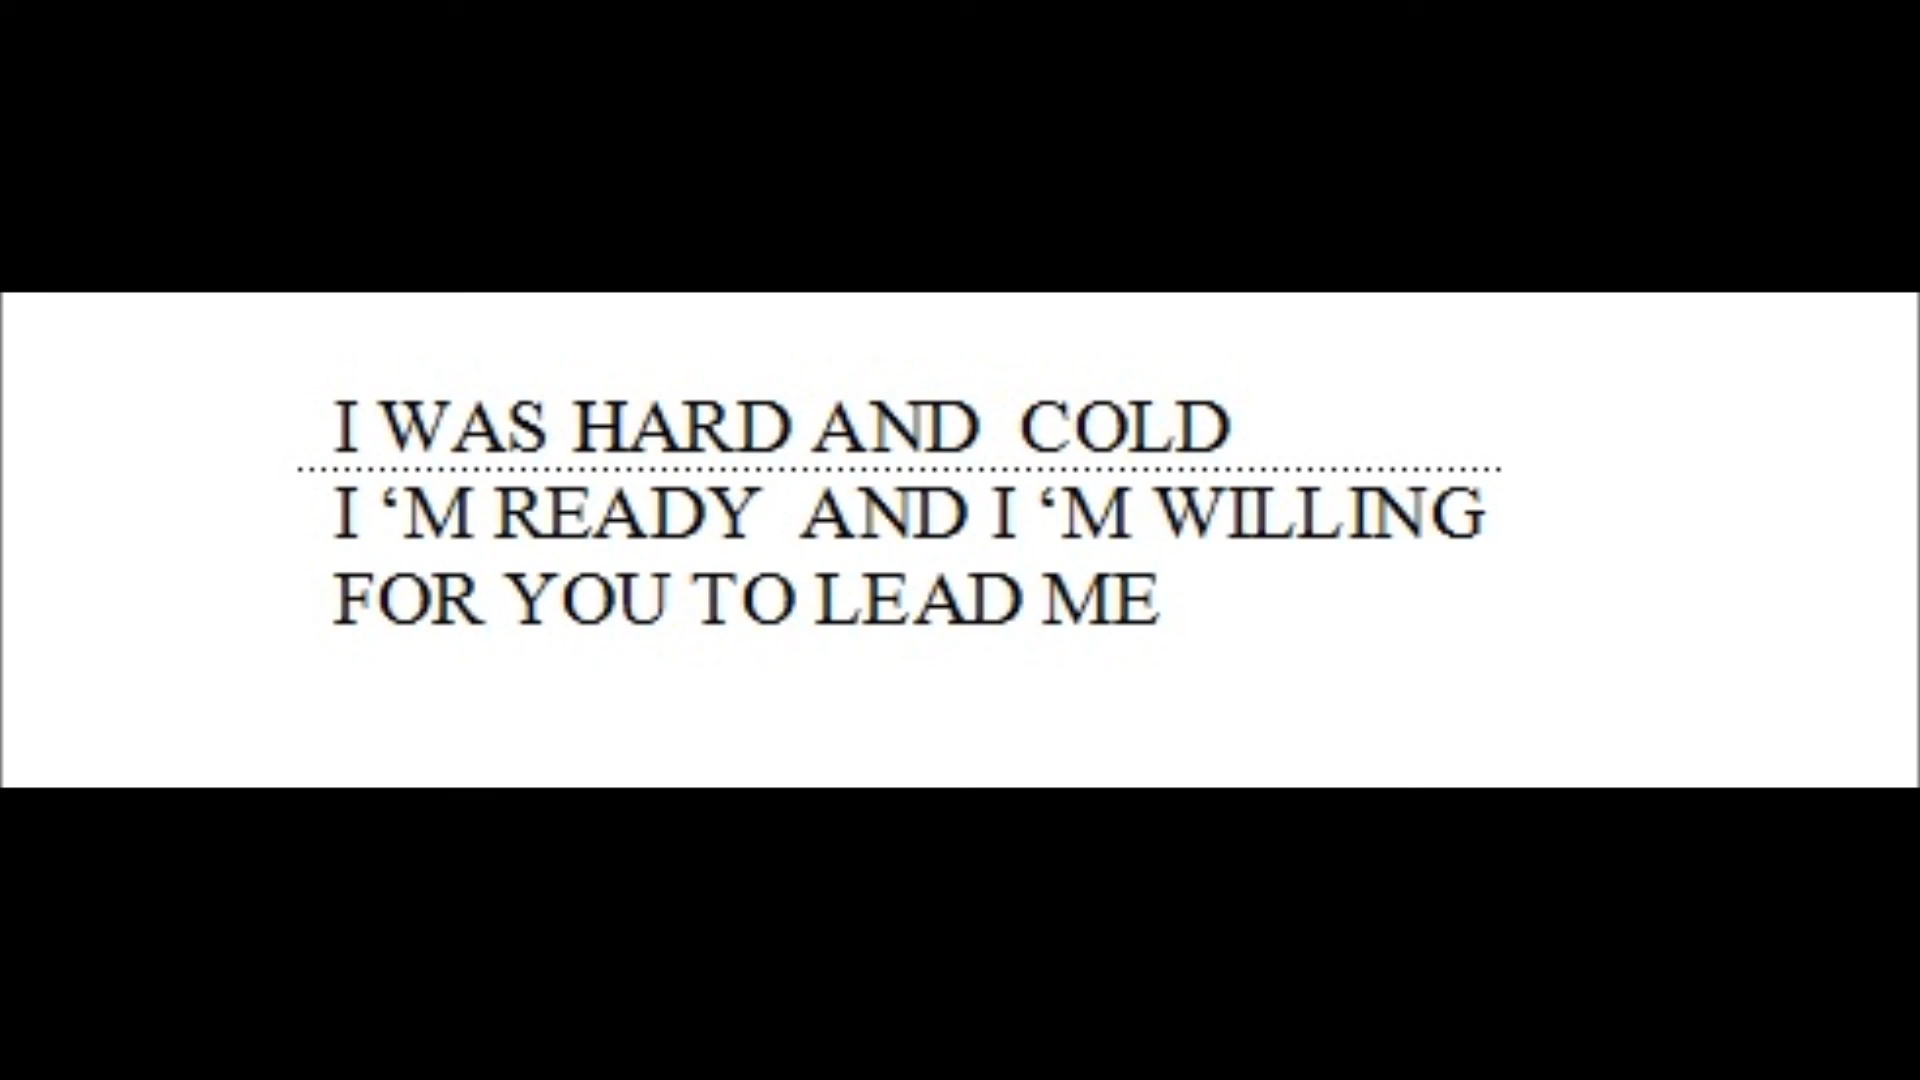 I WAS HARD AND  COLD
I ‘M READY  AND I ‘M WILLING
FOR YOU TO LEAD ME